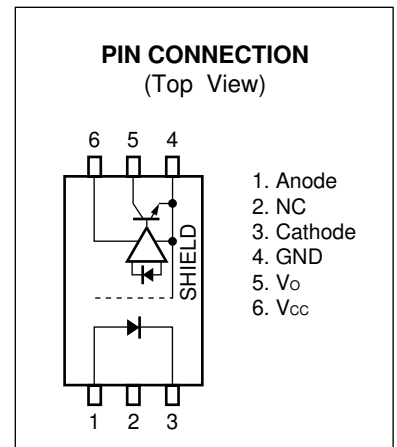 PIN CONNECTION
(Top View)
6 5 4
SHIELD
1 2 3
1. Anode
2. NC
3. Cathode
4. GND
5. Vo
6. Vcc